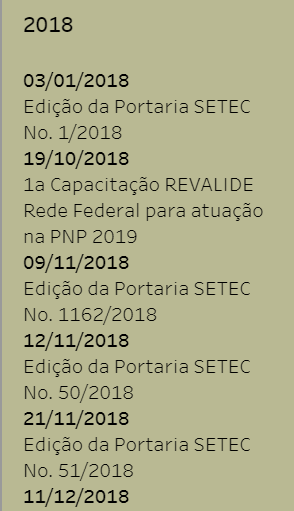 2018
03/01/2018
Edição da Portaria SETEC
No. 1/2018
19/10/2018
1a Capacitação REVALIDE
Rede Federal para atuação
na PNP 2019
09/11/2018
Edição da Portaria SETEC
No. 1162/2018
12/11/2018
Edição da Portaria SETEC
No. 50/2018
21/11/2018
Edição da Portaria SETEC
No. 51/2018
11/12/2018